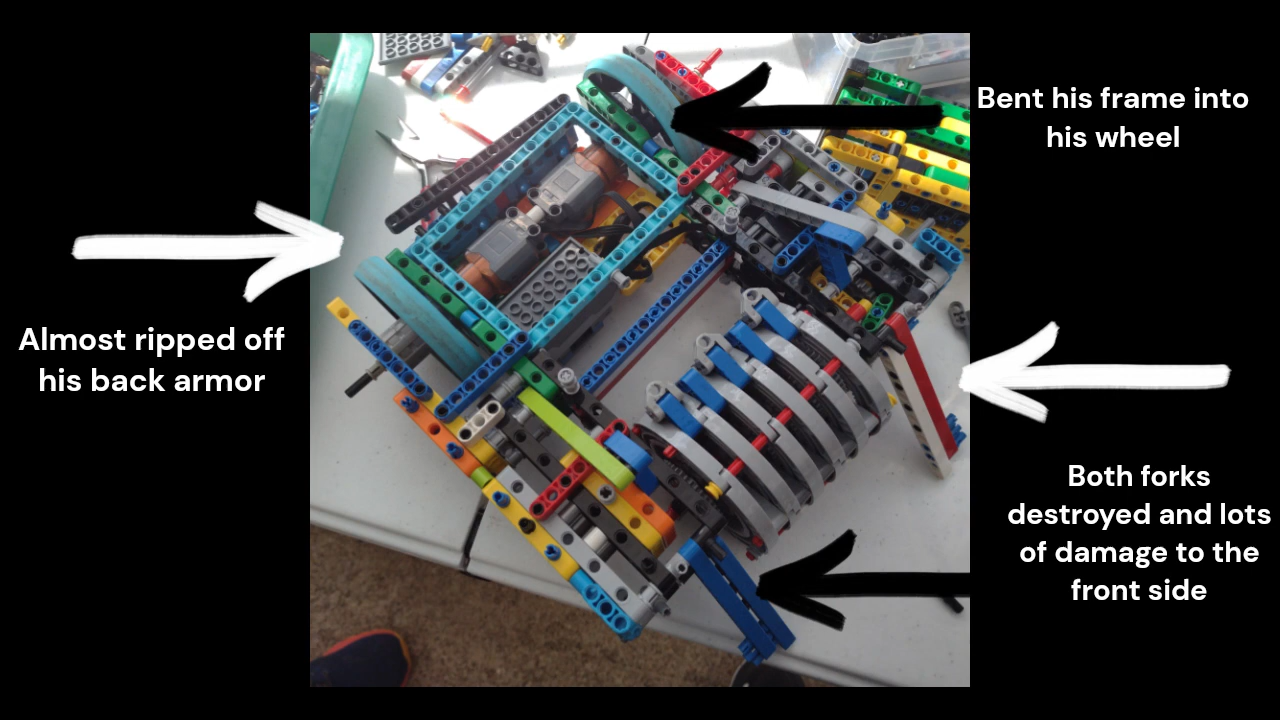 Bent his frame into
his wheel
Almost ripped off
his back armor
Both forks
destroyed and lots
of damage to the
front side